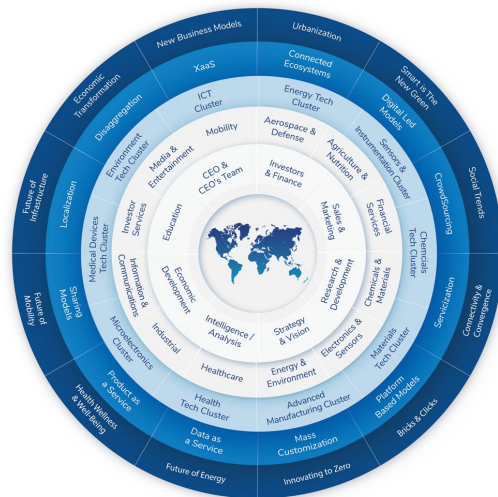 New Business Models
Urbanization
Smart is The
New Green
Social Trends
Connectivity &
Convergence
Bricks & Clicks
Innovating to Zero
Future of Energy
Health Wellness
& Well Being
Future of
Mobility
Future of
Infrastructure
Economic
Transformation
XaaS
Connected
Ecosystems
Digital Led
Models
CrowdSourcing
Servicization
Platform
Based Models
Mass
Customization
Data as
a Service
Product as
a Service
Sharing
Models
Localization
Disaggregation
ICT
Cluster
Energy Tech
Cluster
Sensors &
Instrumentation Cluster
Chemcials
Tech Cluster
Materials
Tech Cluster
Advanced
Manufacturing Cluster
Health
Tech Cluster
Microelectronics
Cluster
Medical Devices
Tech Cluster
Environment
Tech Cluster
Mobility
Aerospace &
Defense
Agriculture &
Nutrition
Financial
Services
Chemicals &
Materials
Electronics &
Sensors
Energy &
Environment
Healthcare
Industrial
Information &
Communications
Investor
Services
Media &
Entertainment
CEO &
CEO's Team
Investors
& Finance
Sales &
Marketing
Research &
Development
Strategy
& Vision
Intelligence /
Analysis
Economic
Development
Education